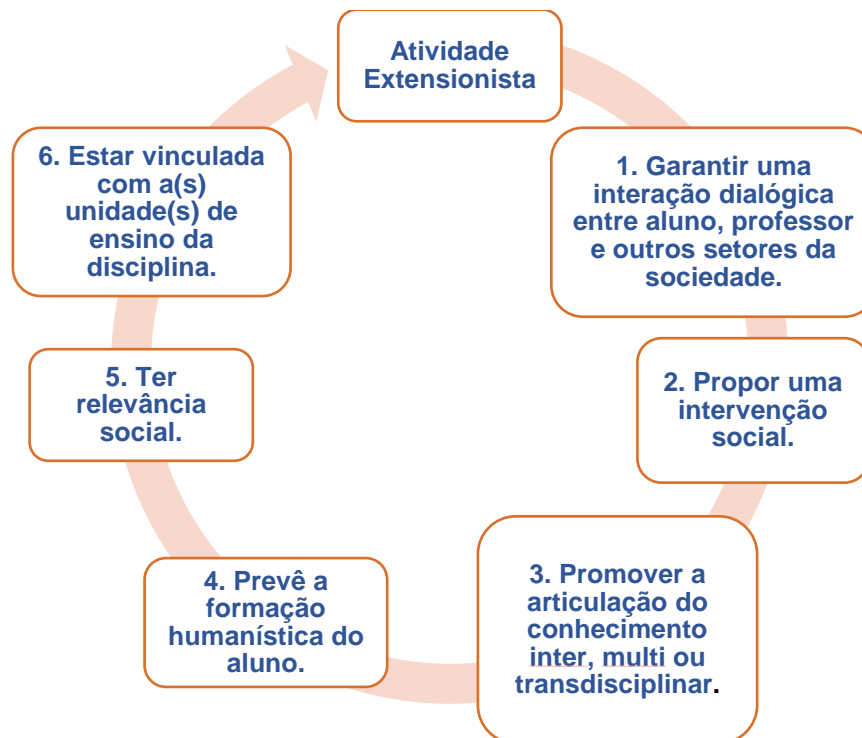 Atividade
Extensionista
1. Garantir uma
interação dialógica
entre aluno, professor
e outros setores da
sociedade.
2. Propor uma
intervenção
social.
3. Promover a
articulação do
conhecimento
inter, multi ou
transdisciplinar.
4. Prevê a
formação
humanística do
aluno.
5. Ter
relevância
social.
6. Estar vinculada
com a(s)
unidade(s) de
ensino da
disciplina.